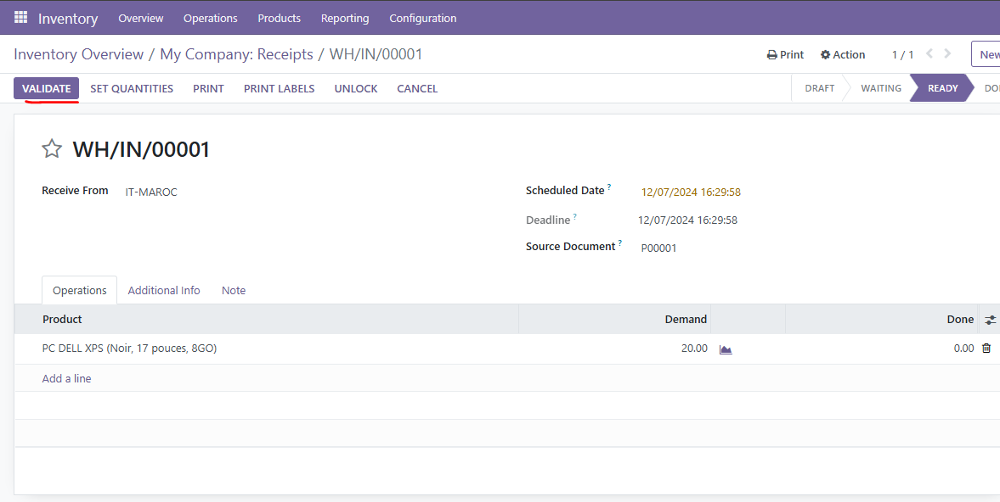 Inventory Overview Operations Products Reporting Configuration
Inventory Overview / My Company: Receipts / WH/IN/00001 Print Action 1 / 1 New
VALIDATE SET QUANTITIES PRINT PRINT LABELS UNLOCK CANCEL DRAFT WAITING READY
WH/IN/00001
Receive From IT-MAROC Scheduled Date ? 12/07/2024 16:29:58
Deadline ? 12/07/2024 16:29:58
Source Document ? P00001
Operations Additional Info Note
Product Demand Done
PC DELL XPS (Noir, 17 pouces, 8GO) 20.00 0.00
Add a line